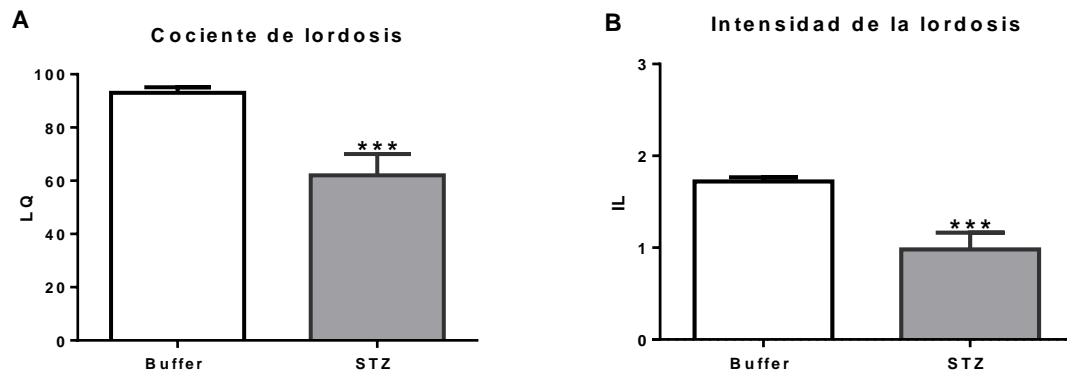 A
Cociente de lordosis
LQ
100
80
60
40
20
0
***
Buffer STZ
B
Intensidad de la lordosis
IL
3
2
1
0
***
Buffer STZ